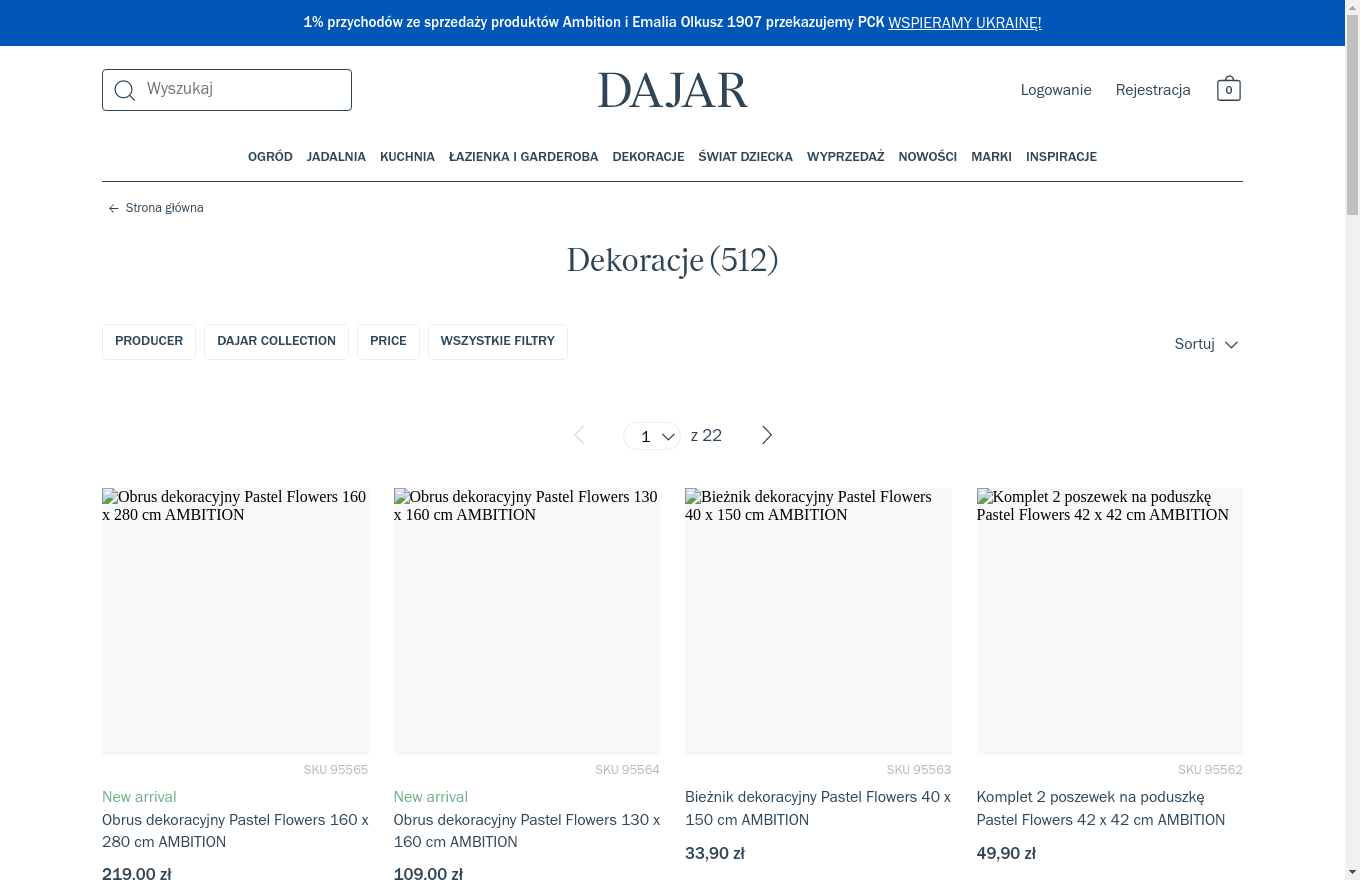 1% przychodów ze sprzedaży produktów Ambition i Emalia Olkusz 1907 przekazujemy PCK WSPIERAMY UKRAINĘ!
Wyszukaj
DAJAR
Logowanie
Rejestracja
0
OGRÓD JADALNIA KUCHNIA ŁAZIENKA I GARDEROBA DEKORACJE ŚWIAT DZIECKA WYPRZEDAŻ NOWOŚCI MARKI INSPIRACJE
Strona główna
Dekoracje (512)
PRODUCER
DAJAR COLLECTION
PRICE
WSZYSTKIE FILTRY
Sortuj
1 z 22
Obrus dekoracyjny Pastel Flowers 160
x 280 cm AMBITION
SKU 95565
New arrival
Obrus dekoracyjny Pastel Flowers 160 x
280 cm AMBITION
219,00 zł
Obrus dekoracyjny Pastel Flowers 130
x 160 cm AMBITION
SKU 95564
New arrival
Obrus dekoracyjny Pastel Flowers 130 x
160 cm AMBITION
109,00 zł
Bieżnik dekoracyjny Pastel Flowers
40 x 150 cm AMBITION
SKU 95563
Bieżnik dekoracyjny Pastel Flowers 40 x
150 cm AMBITION
33,90 zł
Komplet 2 poszewek na poduszkę
Pastel Flowers 42 x 42 cm AMBITION
SKU 95562
Komplet 2 poszewek na poduszkę
Pastel Flowers 42 x 42 cm AMBITION
49,90 zł